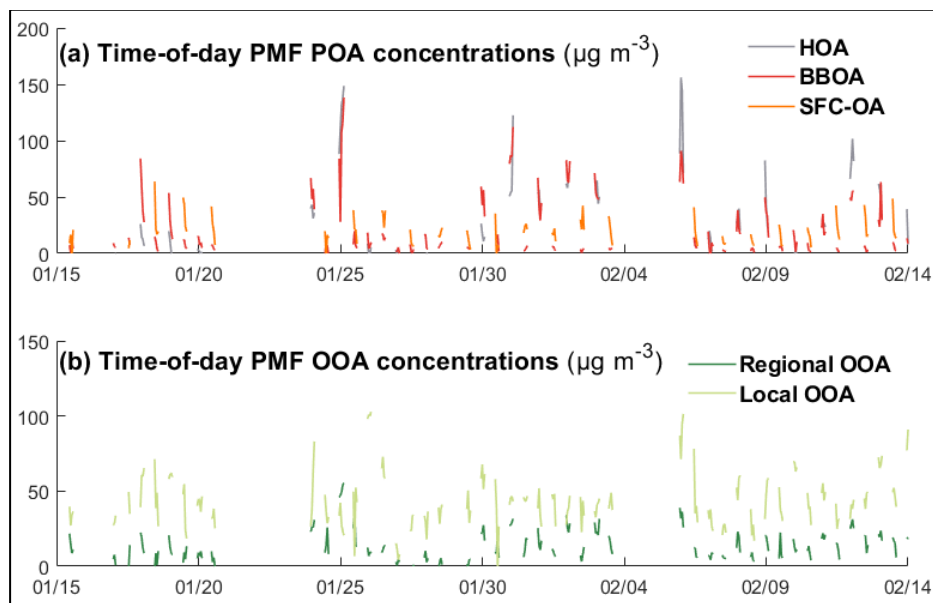 (a) Time-of-day PMF POA concentrations (µg m-3)
HOA
BBOA
SFC-OA
200
150
100
50
0
01/15 01/20 01/25 01/30 02/04 02/09 02/14
(b) Time-of-day PMF OOA concentrations (µg m-3)
Regional OOA
Local OOA
150
100
50
0
01/15 01/20 01/25 01/30 02/04 02/09 02/14